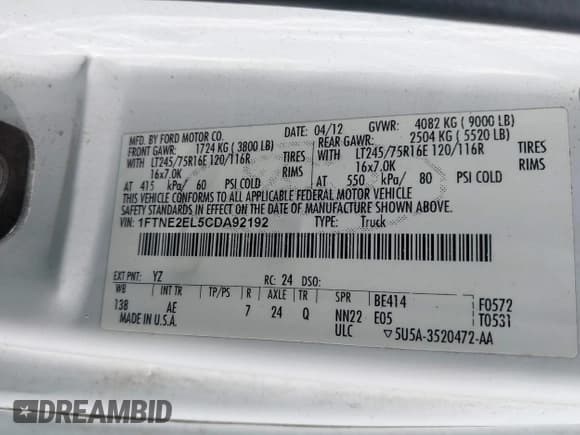 MFD. BY FORD MOTOR CO.
DATE: 04/12 GVWR: 4082 KG ( 9000 LB)
FRONT GAWR: 1724 KG ( 3800 LB) REAR GAWR: 2504 KG ( 5520 LB)
WITH LT245/75R16E 120/116R TIRES WITH LT245/75R16E 120/116R TIRES
16x7.0K RIMS 16x7.0K RIMS
AT 415 kPa/ 60 PSI COLD AT 550 kPa/ 80 PSI COLD
THIS VEHICLE CONFORMS TO ALL APPLICABLE FEDERAL MOTOR VEHICLE
SAFETY STANDARDS IN EFFECT ON THE DATE OF MANUFACTURE SHOWN ABOVE.
VIN: 1FTNE2EL5CDA92192 TYPE: Truck
EXT PNT: YZ RC: 24 DSO:
WB INT TR TP/PS R AXLE TR SPR BE414 F0572
138 AE 7 24 Q NN22 E05 T0531
MADE IN U.S.A. ULC ▽5U5A-3520472-AA
DREAMBID